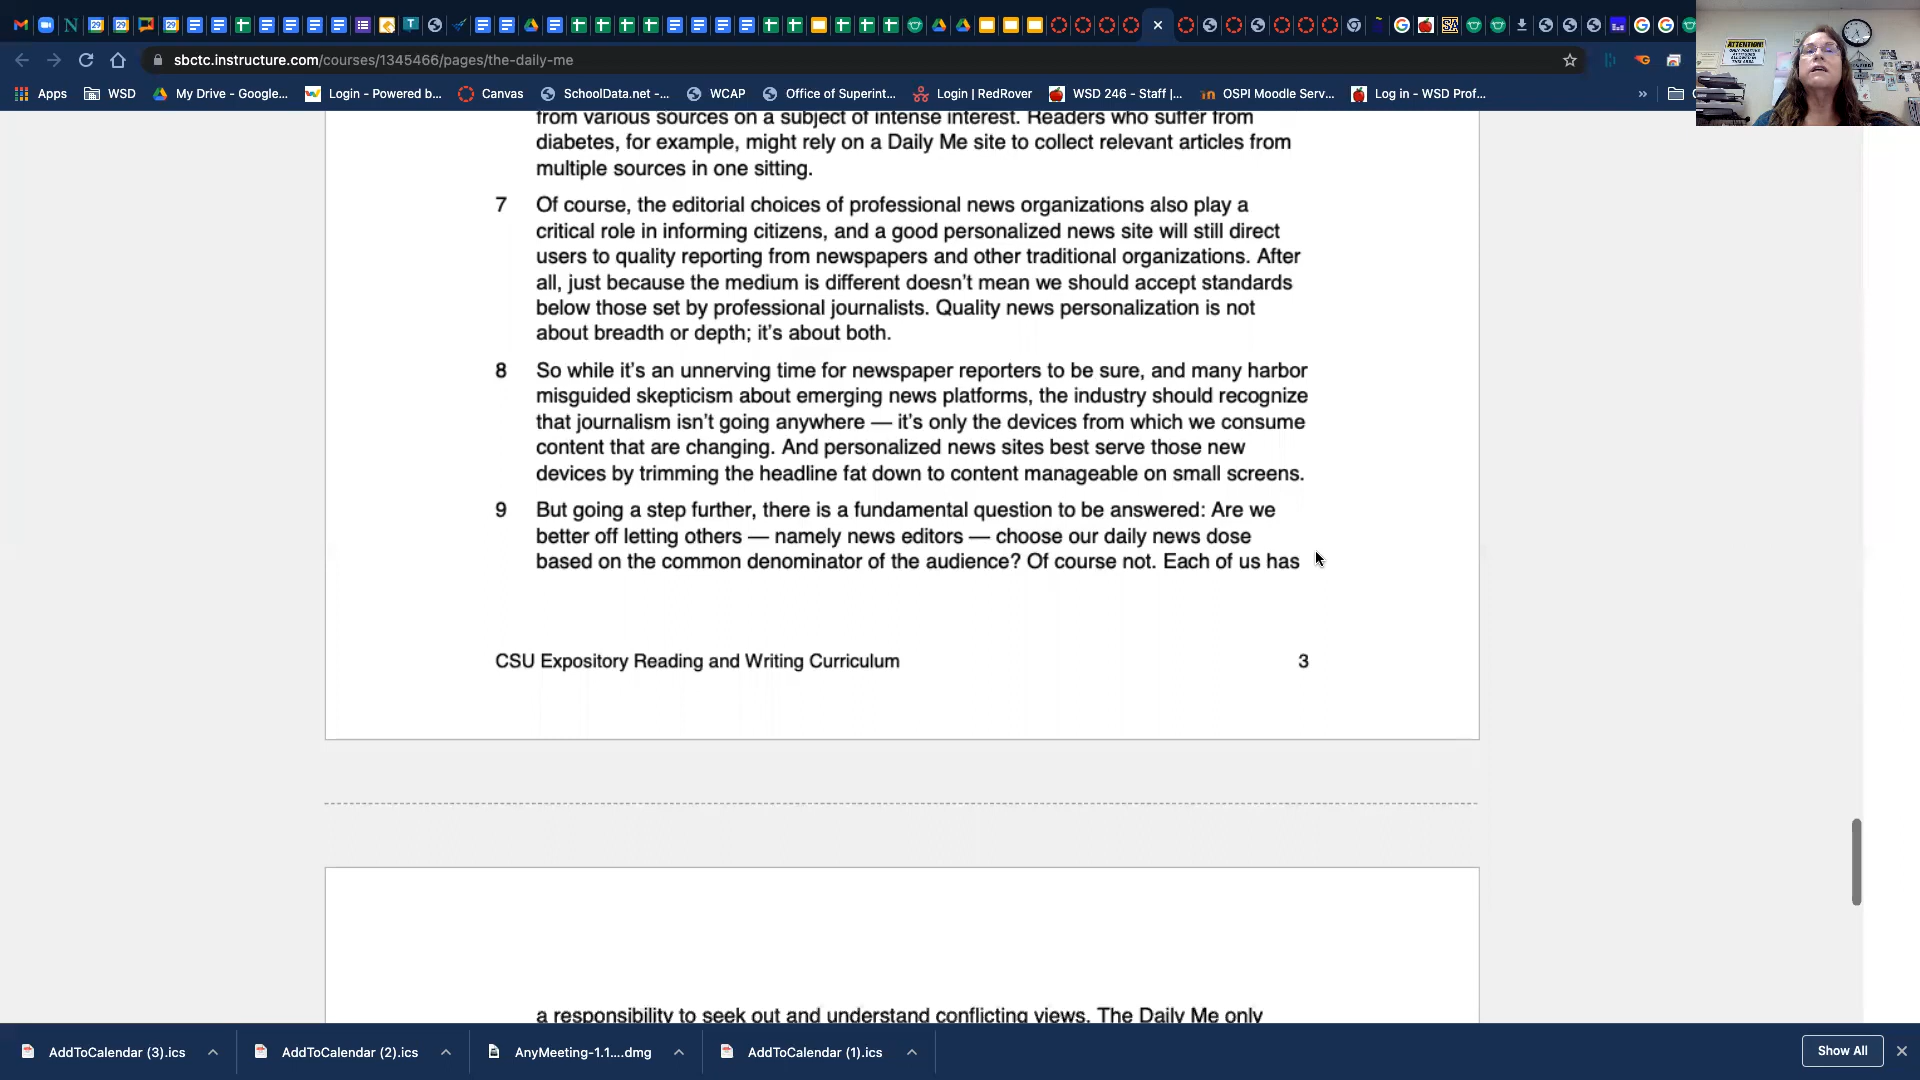 sbctc.instructure.com/courses/1345466/pages/the-daily-me
Apps WSD My Drive - Google... Login - Powered b... Canvas SchoolData.net -... WCAP Office of Superint... Login | RedRover WSD 246 - Staff |... OSPI Moodle Serv... Log in - WSD Prof... »
ATTENTION!
from various sources on a subject of intense interest. Readers who suffer from
diabetes, for example, might rely on a Daily Me site to collect relevant articles from
multiple sources in one sitting.
7 Of course, the editorial choices of professional news organizations also play a
critical role in informing citizens, and a good personalized news site will still direct
users to quality reporting from newspapers and other traditional organizations. After
all, just because the medium is different doesn’t mean we should accept standards
below those set by professional journalists. Quality news personalization is not
about breadth or depth; it’s about both.
8 So while it’s an unnerving time for newspaper reporters to be sure, and many harbor
misguided skepticism about emerging news platforms, the industry should recognize
that journalism isn’t going anywhere — it’s only the devices from which we consume
content that are changing. And personalized news sites best serve those new
devices by trimming the headline fat down to content manageable on small screens.
9 But going a step further, there is a fundamental question to be answered: Are we
better off letting others — namely news editors — choose our daily news dose
based on the common denominator of the audience? Of course not. Each of us has
CSU Expository Reading and Writing Curriculum 3
a responsibility to seek out and understand conflicting views. The Daily Me only
AddToCalendar (3).ics AddToCalendar (2).ics AnyMeeting-1.1....dmg AddToCalendar (1).ics Show All